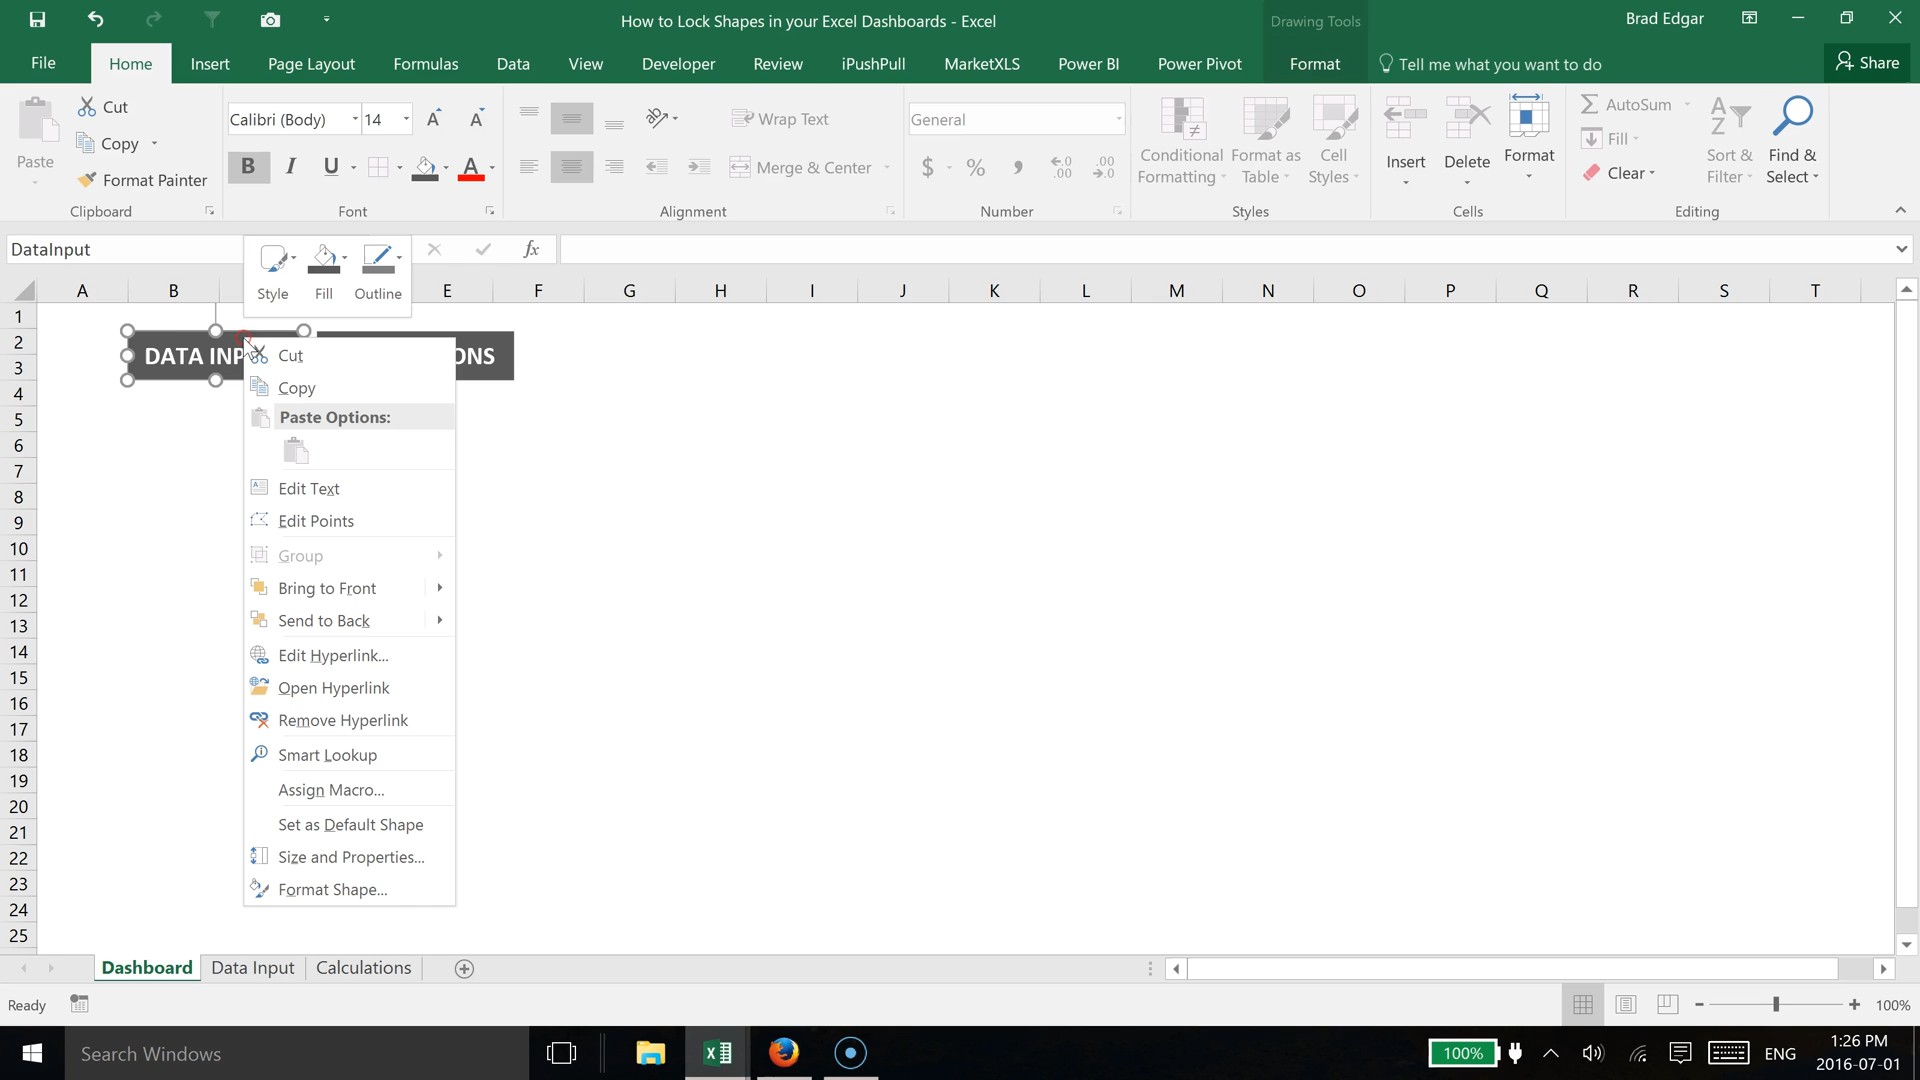 How to Lock Shapes in your Excel Dashboards - Excel
Drawing Tools
Brad Edgar
File Home Insert Page Layout Formulas Data View Developer Review iPushPull MarketXLS Power BI Power Pivot Format Tell me what you want to do Share
Paste
Cut
Copy
Format Painter
Clipboard
Calibri (Body) 14
B I U A
Font
Wrap Text
Merge & Center
Alignment
General
$ % ,
Number
Conditional Formatting
Format as Table
Cell Styles
Styles
Insert Delete Format
Cells
AutoSum
Fill
Clear
Sort & Filter
Find & Select
Editing
DataInput
fx
Style Fill Outline
A B E F G H I J K L M N O P Q R S T
1
2
3
4
5
6
7
8
9
10
11
12
13
14
15
16
17
18
19
20
21
22
23
24
25
DATA INP
ONS
Cut
Copy
Paste Options:
Edit Text
Edit Points
Group
Bring to Front
Send to Back
Edit Hyperlink...
Open Hyperlink
Remove Hyperlink
Smart Lookup
Assign Macro...
Set as Default Shape
Size and Properties...
Format Shape...
Dashboard Data Input Calculations
Ready
100%
Search Windows
100%
ENG
1:26 PM
2016-07-01